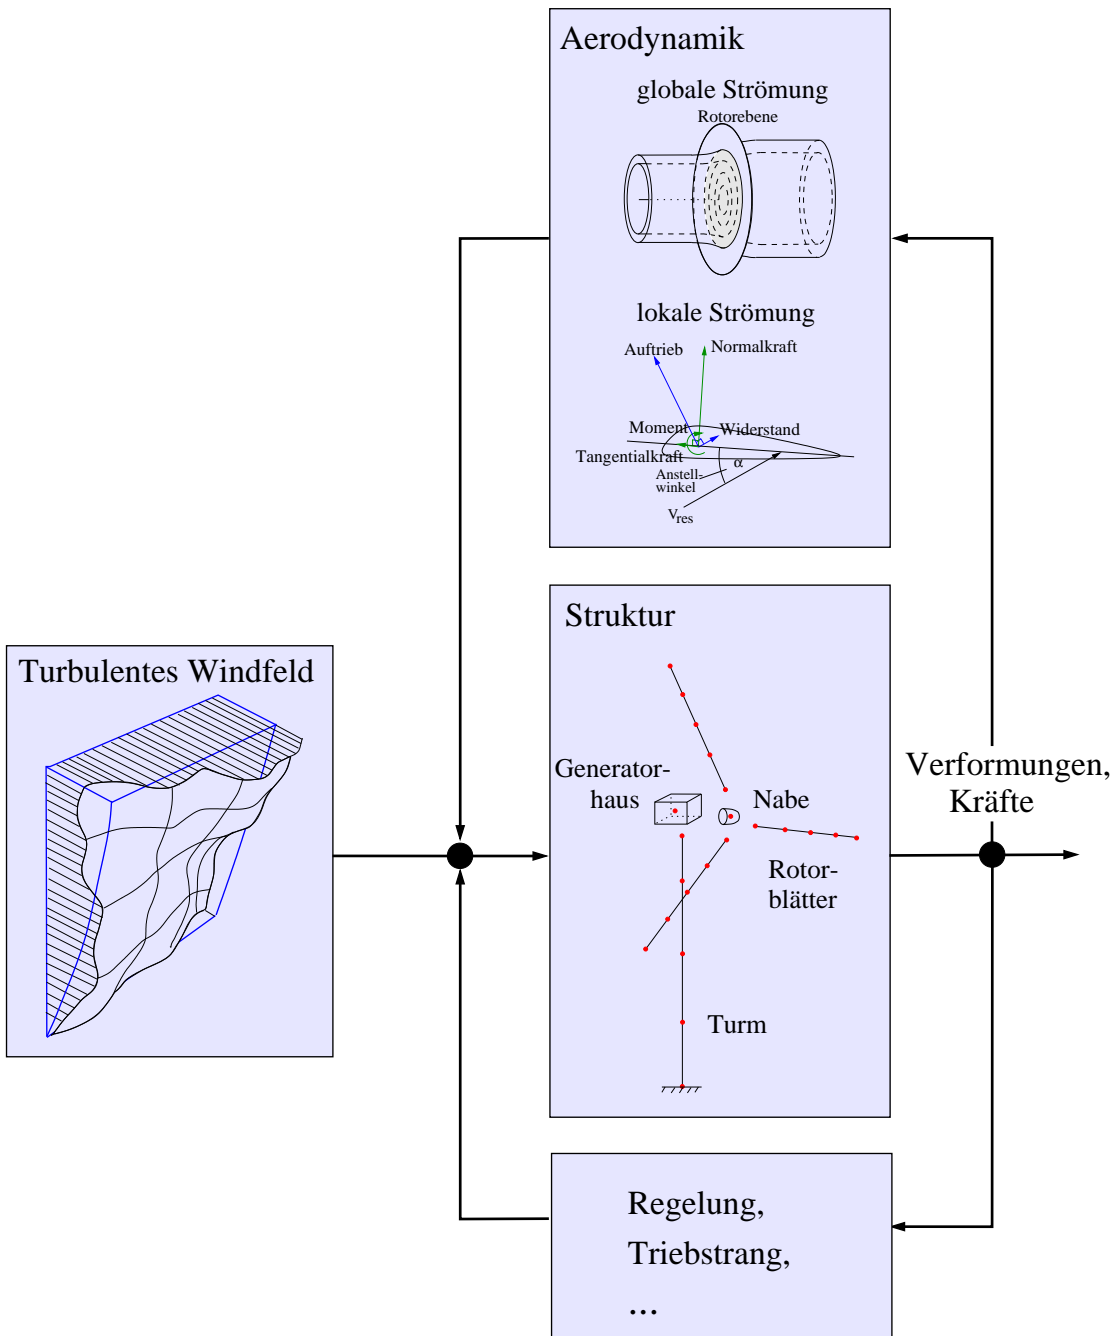 Aerodynamik
globale Strömung
Rotorebene
lokale Strömung
Auftrieb
Normalkraft
Moment
Widerstand
Tangentialkraft
Anstell-
winkel
α
Vres
Struktur
Generator-
haus
Nabe
Rotor-
blätter
Turm
Turbulentes Windfeld
Verformungen,
Kräfte
Regelung,
Triebstrang,
...